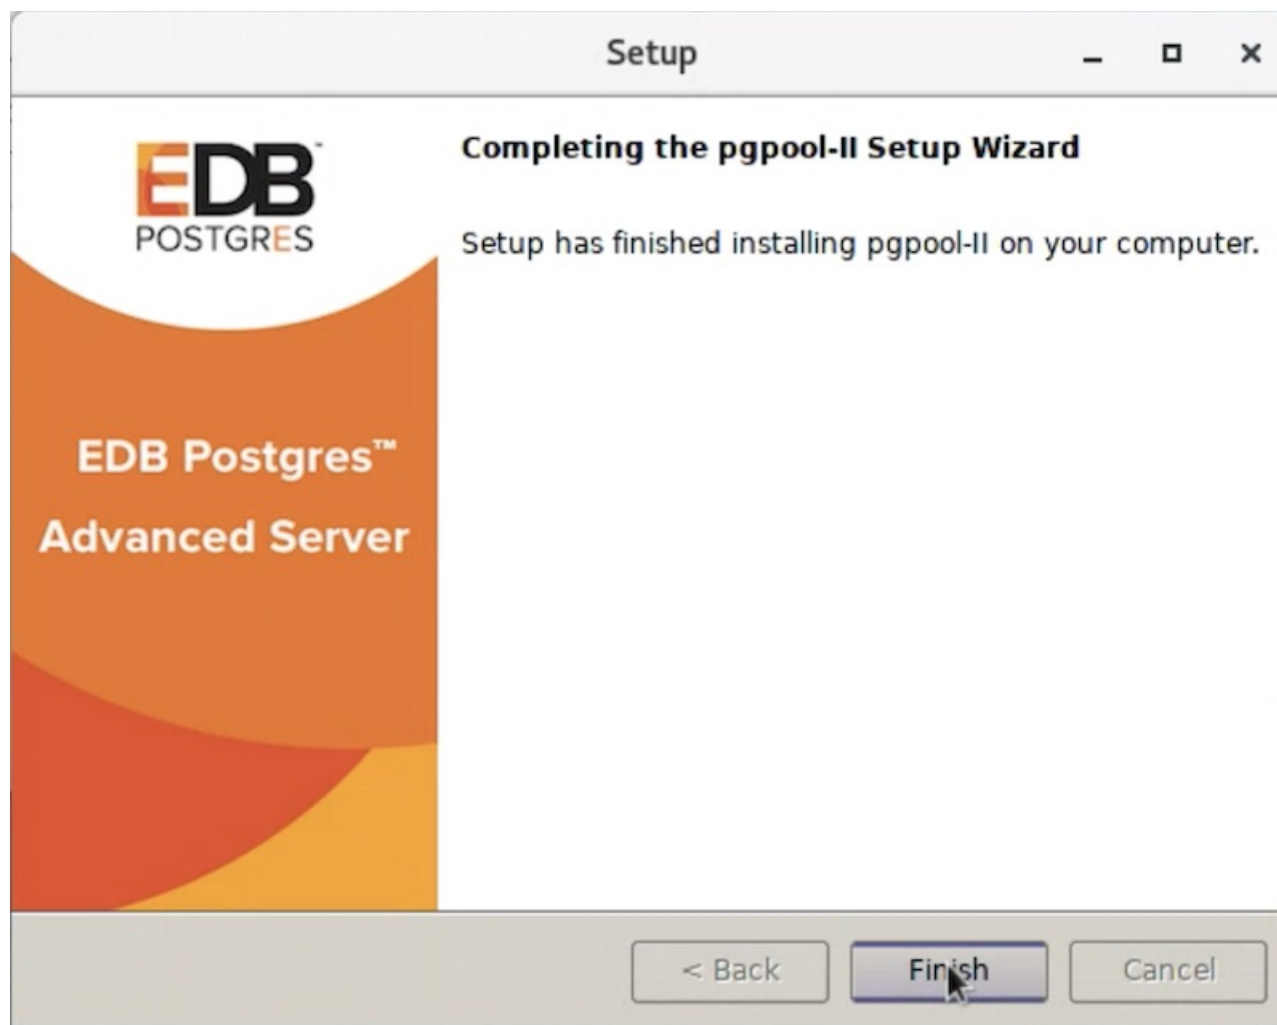 Setup
EDB™
POSTGRES
Completing the pgpool-II Setup Wizard
Setup has finished installing pgpool-II on your computer.
EDB Postgres™
Advanced Server
< Back
Finish
Cancel